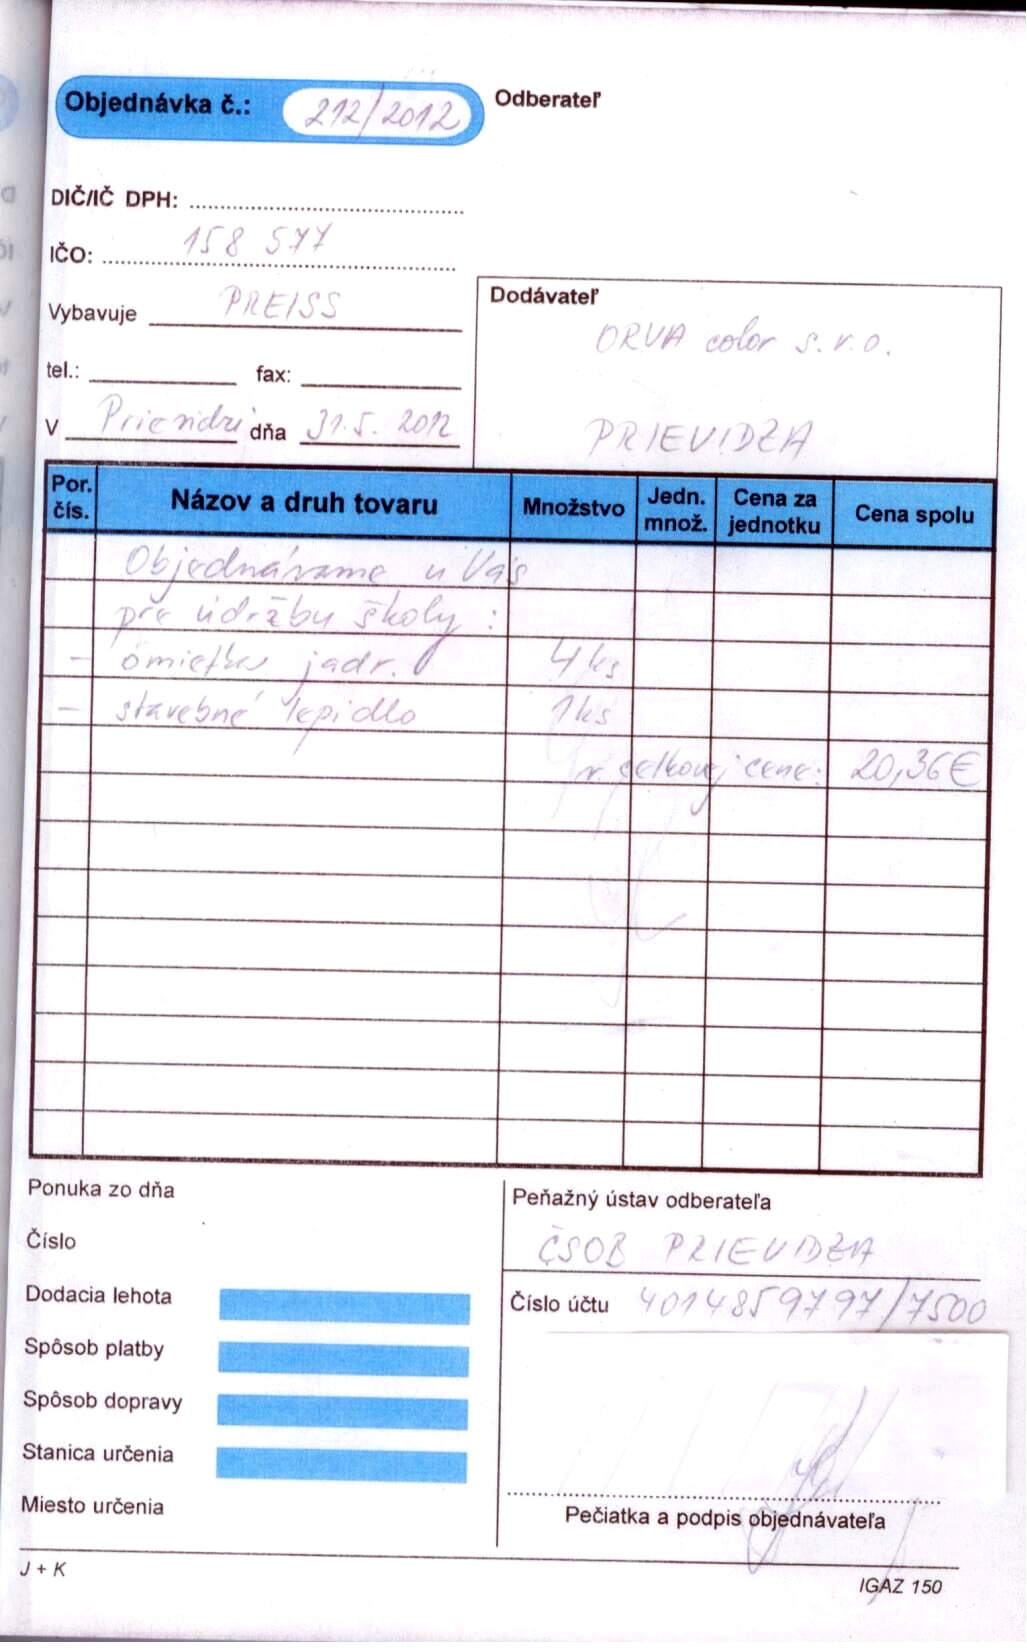 Objednávka č.: 212/2012
Odberateľ
DIČ/IČ DPH:
IČO: 158 577
Vybavuje PREISS
tel.: fax:
V Prievidzi dňa 31.5. 2012
Dodávateľ
ORVA color s.r.o.
PRIEVIDZA
Por. čís. Názov a druh tovaru Množstvo Jedn. množ. Cena za jednotku Cena spolu
Objednávame u Vás
pre údržbu školy :
- omietka jadr. 4 ks
- stavebné lepidlo 1 ks
v celkovej cene: 20,36 €
Ponuka zo dňa
Číslo
Dodacia lehota
Spôsob platby
Spôsob dopravy
Stanica určenia
Miesto určenia
Peňažný ústav odberateľa
ČSOB PRIEVIDZA
Číslo účtu 4014859797/7500
Pečiatka a podpis objednávateľa
J + K
IGAZ 150